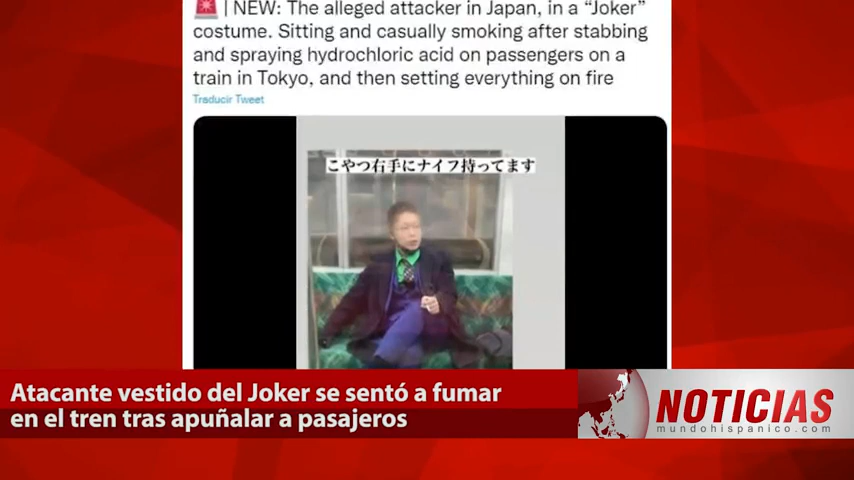 | NEW: The alleged attacker in Japan, in a “Joker”
costume. Sitting and casually smoking after stabbing
and spraying hydrochloric acid on passengers on a
train in Tokyo, and then setting everything on fire
Traducir Tweet
こやつ右手にナイフ持ってます
Atacante vestido del Joker se sentó a fumar
en el tren tras apuñalar a pasajeros
NOTICIAS
mundohispanico.com